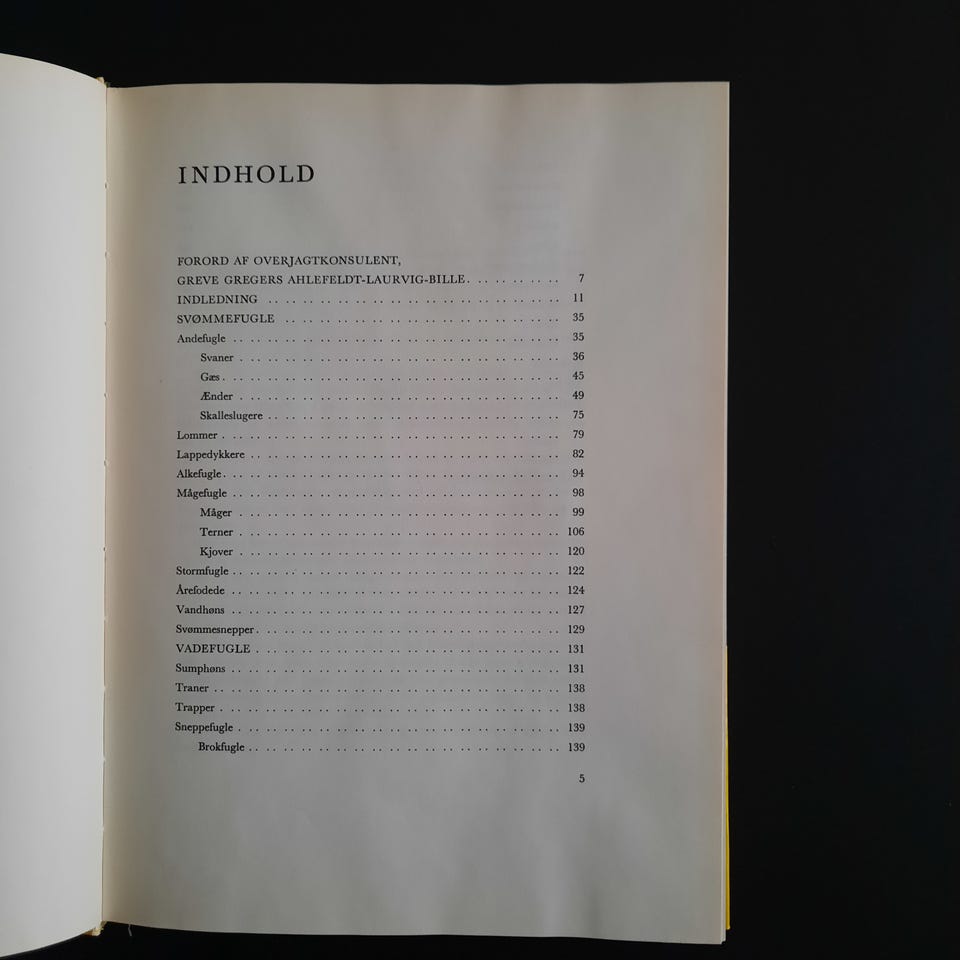 INDHOLD
FORORD AF OVERJAGTKONSULENT,
GREVE GREGERS AHLEFELDT-LAURVIG-BILLE. . . . . . . . . . 7
INDLEDNING . . . . . . . . . . 11
SVØMMEFUGLE . . . . . . . . . . 35
Andefugle . . . . . . . . . . 35
Svaner . . . . . . . . . . 36
Gæs . . . . . . . . . . 45
Ænder . . . . . . . . . . 49
Skalleslugere . . . . . . . . . . 75
Lommer . . . . . . . . . . 79
Lappedykkere . . . . . . . . . . 82
Alkefugle . . . . . . . . . . 94
Mågefugle . . . . . . . . . . 98
Måger . . . . . . . . . . 99
Terner . . . . . . . . . . 106
Kjover . . . . . . . . . . 120
Stormfugle . . . . . . . . . . 122
Årefodede . . . . . . . . . . 124
Vandhøns . . . . . . . . . . 127
Svømmesnepper . . . . . . . . . . 129
VADEFUGLE . . . . . . . . . . 131
Sumphøns . . . . . . . . . . 131
Traner . . . . . . . . . . 138
Trapper . . . . . . . . . . 138
Sneppefugle . . . . . . . . . . 139
Brokfugle . . . . . . . . . . 139
5